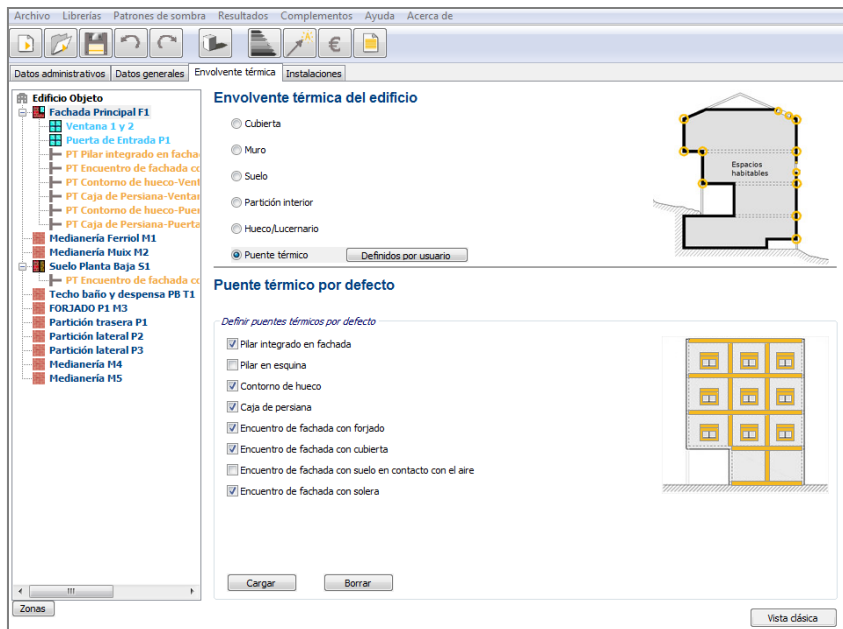 Archivo Librerías Patrones de sombra Resultados Complementos Ayuda Acerca de
€
Datos administrativos Datos generales Envolvente térmica Instalaciones
Edificio Objeto
Fachada Principal F1
Ventana 1 y 2
Puerta de Entrada P1
PT Pilar integrado en facha
PT Encuentro de fachada co
PT Contorno de hueco-Vent
PT Caja de Persiana-Ventan
PT Contorno de hueco-Puer
PT Caja de Persiana-Puerta
Medianería Ferriol M1
Medianería Muix M2
Suelo Planta Baja S1
PT Encuentro de fachada co
Techo baño y despensa PB T1
FORJADO P1 M3
Partición trasera P1
Partición lateral P2
Partición lateral P3
Medianería M4
Medianería M5
Zonas
Envolvente térmica del edificio
Cubierta
Muro
Suelo
Partición interior
Hueco/Lucernario
Puente térmico Definidos por usuario
Espacios
habitables
Puente térmico por defecto
Definir puentes térmicos por defecto
Pilar integrado en fachada
Pilar en esquina
Contorno de hueco
Caja de persiana
Encuentro de fachada con forjado
Encuentro de fachada con cubierta
Encuentro de fachada con suelo en contacto con el aire
Encuentro de fachada con solera
Cargar Borrar
Vista clásica